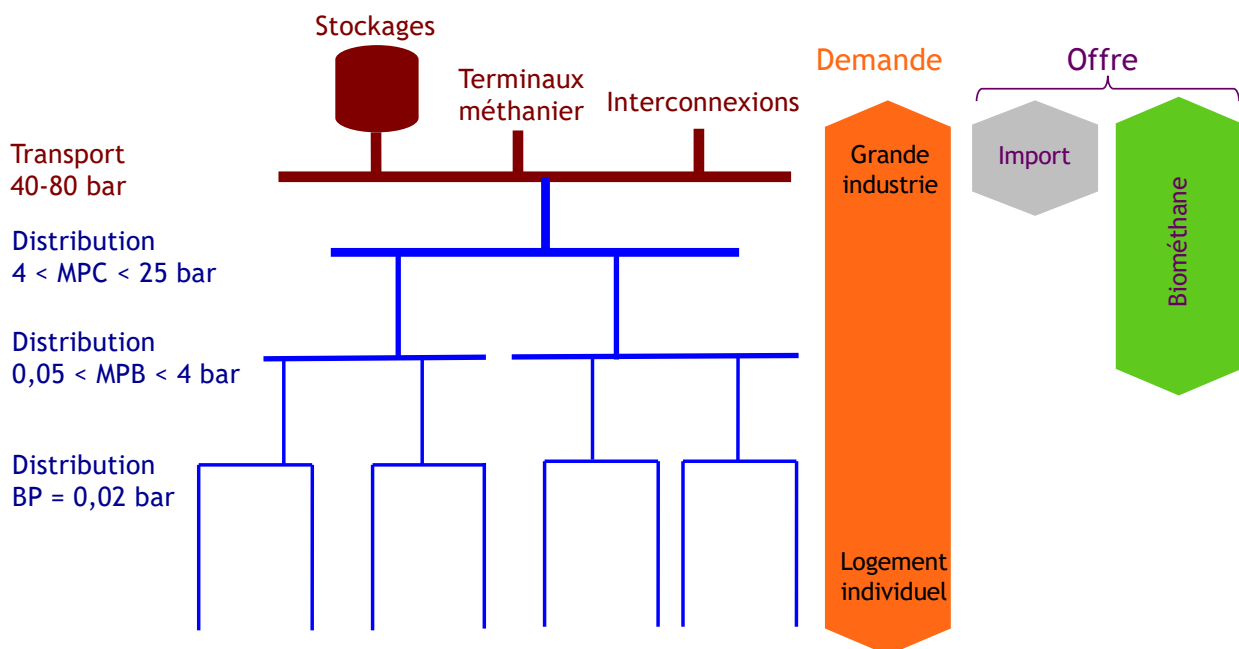 Stockages
Terminaux
méthanier
Interconnexions
Transport
40-80 bar
Distribution
4 < MPC < 25 bar
Distribution
0,05 < MPB < 4 bar
Distribution
BP = 0,02 bar
Demande
Grande
industrie
Logement
individuel
Offre
Import
Biométhane